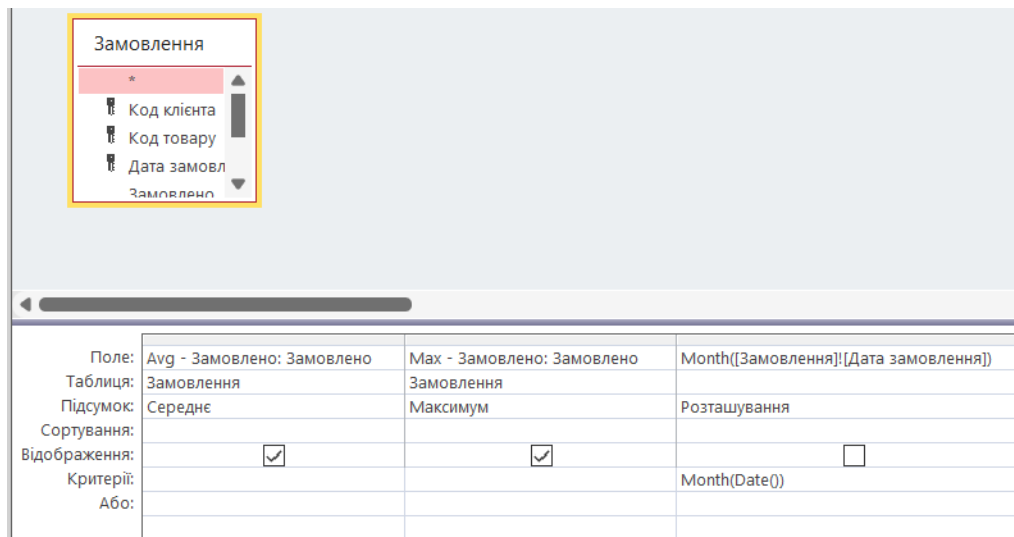 Замовлення
*
Код клієнта
Код товару
Дата замовл
Замовлено
Поле: Avg - Замовлено: Замовлено Max - Замовлено: Замовлено Month([Замовлення]![Дата замовлення])
Таблиця: Замовлення Замовлення
Підсумок: Середнє Максимум Розташування
Сортування:
Відображення:
Критерії: Month(Date())
Або: